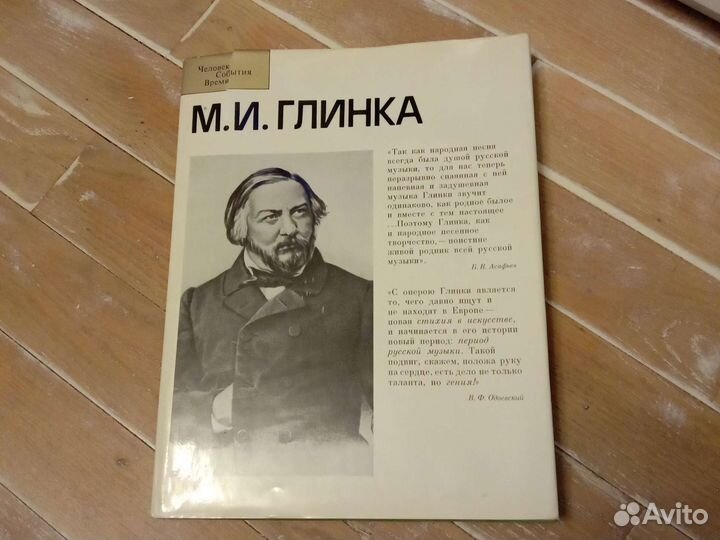 Человек
События
Время
М.И. ГЛИНКА
«Так как народная песня
всегда была душой русской
музыки, то для нас теперь
неразрывно спаянная с ней
напевная и задушевная
музыка Глинки звучит
одинаково, как родное былое
и вместе с тем настоящее
...Поэтому Глинка, как
и народное песенное
творчество,— поистине
живой родник всей русской
музыки».
Б. В. Асафьев
«С оперою Глинки является
то, чего давно ищут и
не находят в Европе —
новая стихия в искусстве,
и начинается в его истории
новый период: период
русской музыки. Такой
подвиг, скажем, положа руку
на сердце, есть дело не только
таланта, но гения!»
В. Ф. Одоевский
Avito